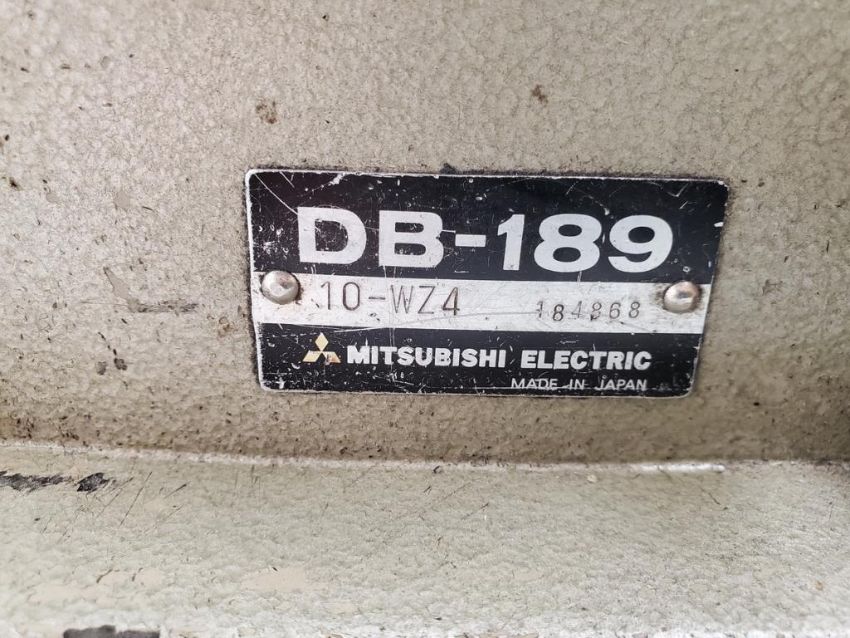 DB-189
10-WZ4 184868
MITSUBISHI ELECTRIC
MADE IN JAPAN